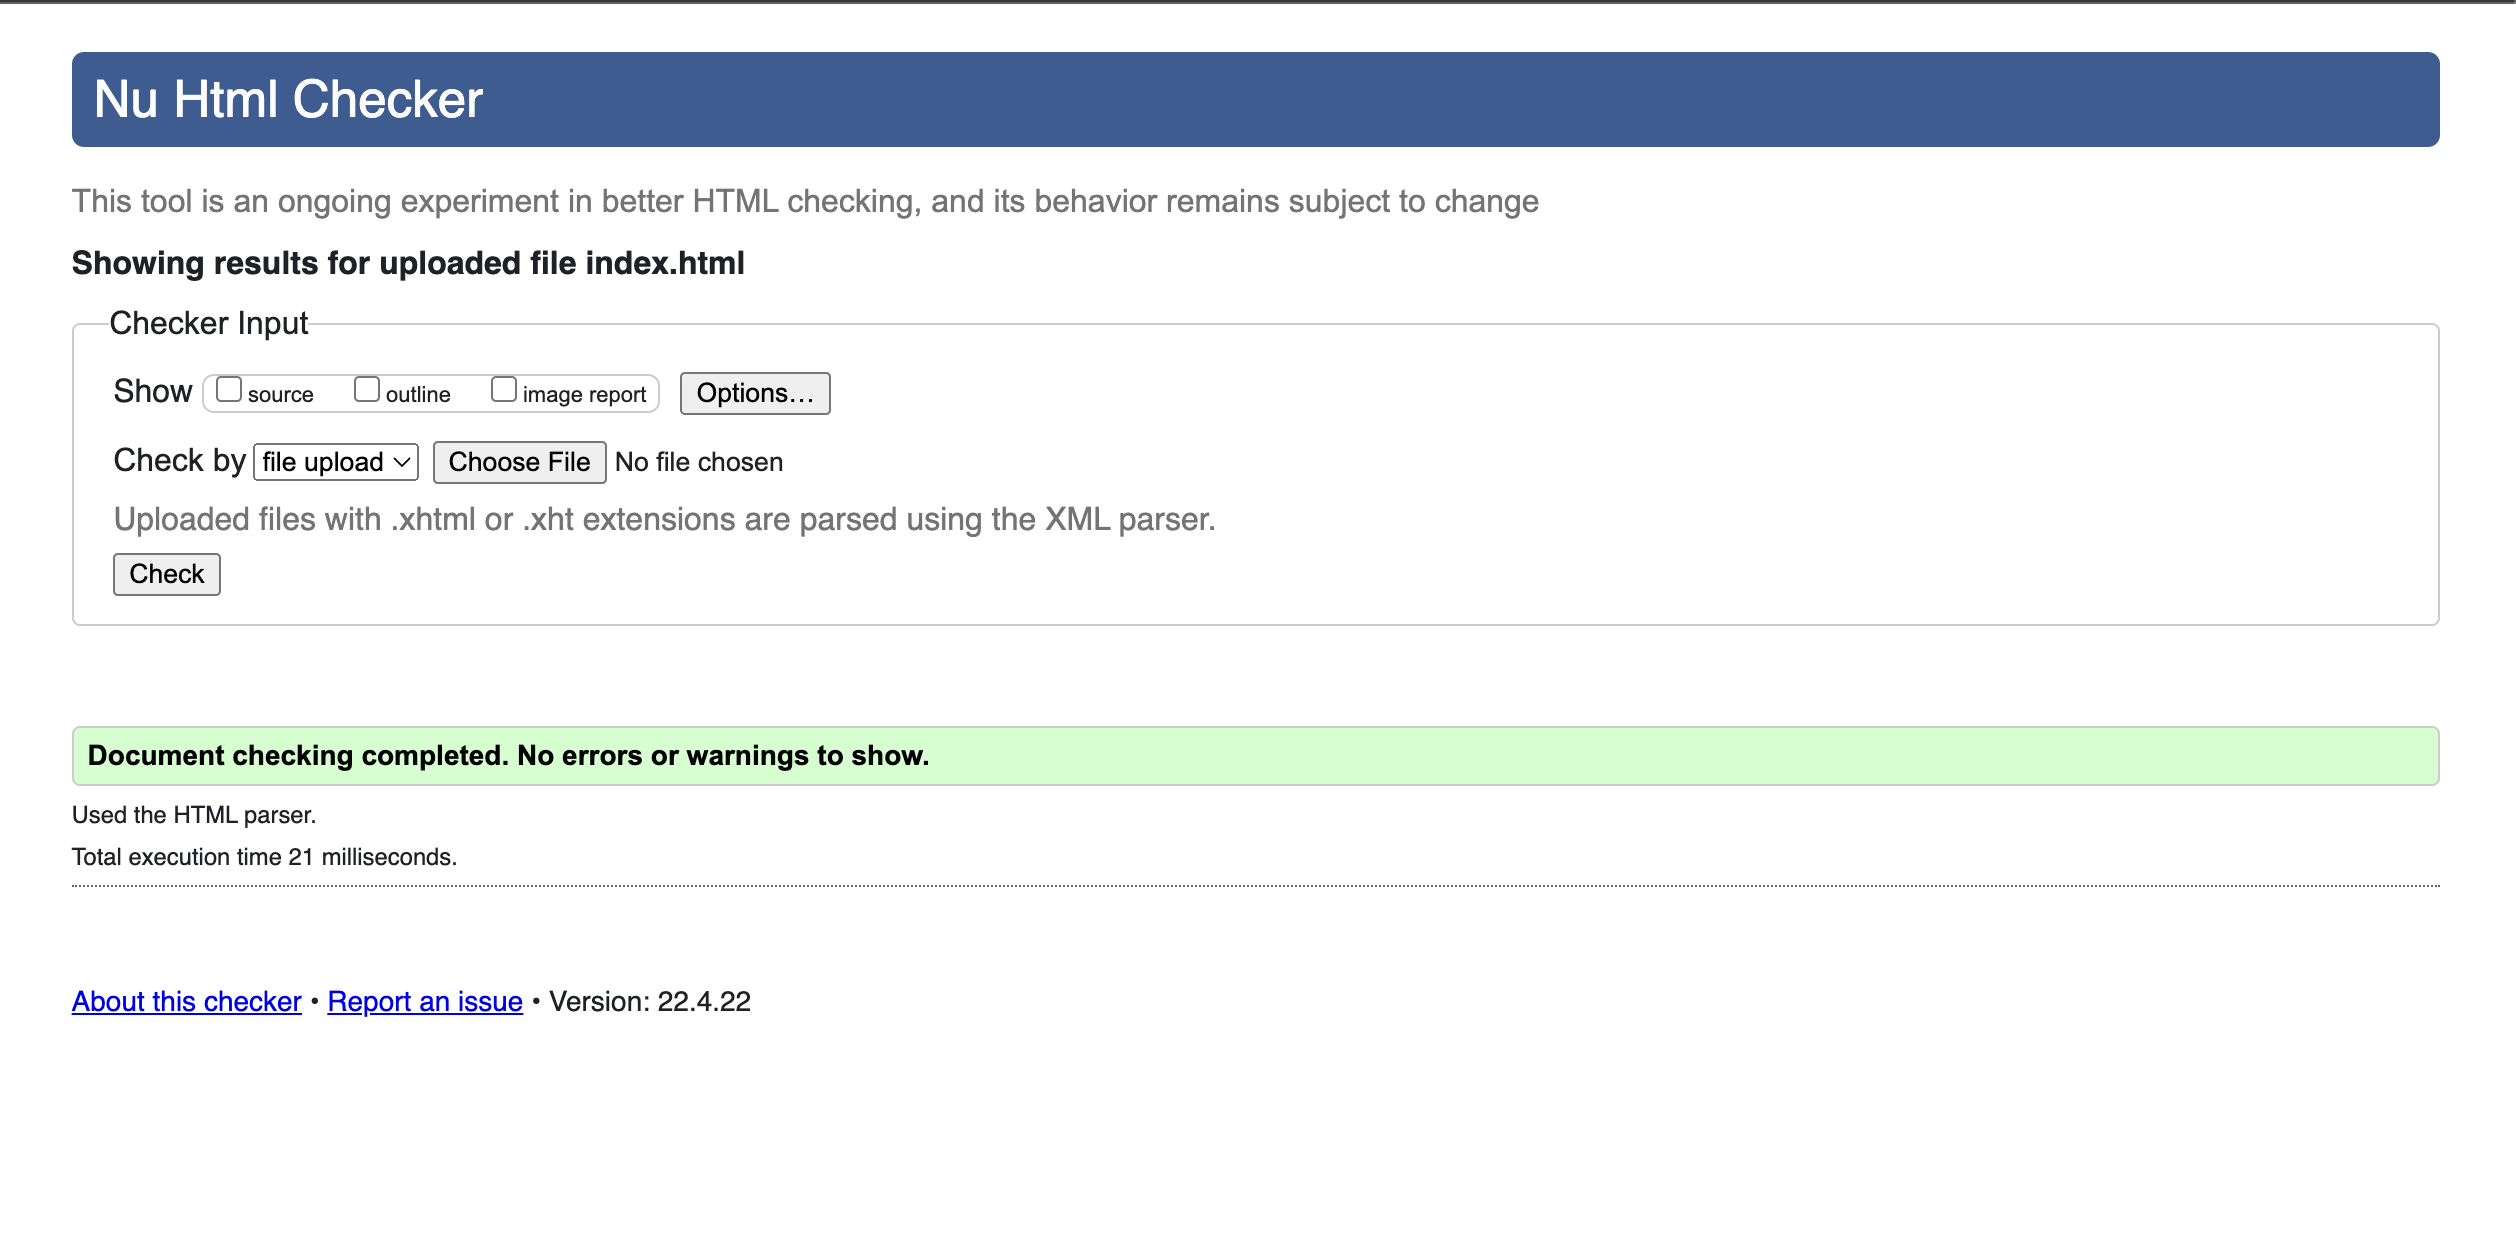 Nu Html Checker
This tool is an ongoing experiment in better HTML checking, and its behavior remains subject to change
Showing results for uploaded file index.html
Checker Input
Show source outline image report Options...
Check by file upload Choose File No file chosen
Uploaded files with .xhtml or .xht extensions are parsed using the XML parser.
Check
Document checking completed. No errors or warnings to show.
Used the HTML parser.
Total execution time 21 milliseconds.
About this checker • Report an issue • Version: 22.4.22